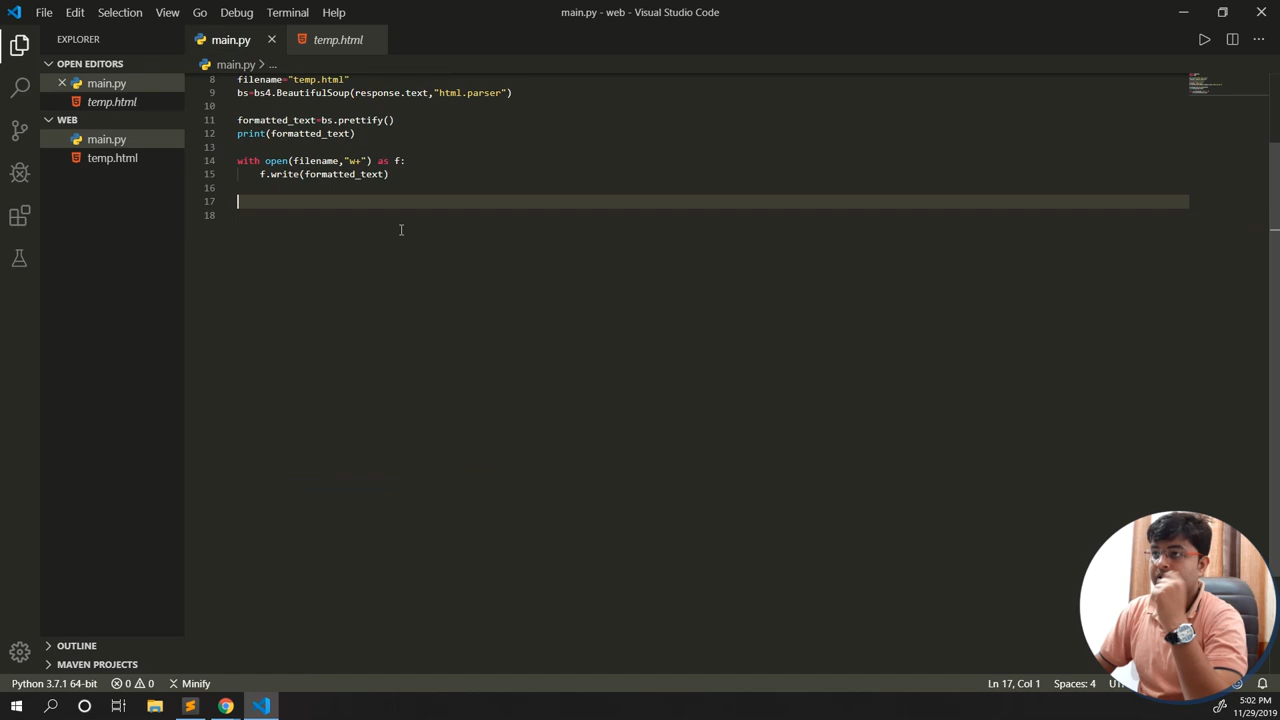 File Edit Selection View Go Debug Terminal Help
main.py - web - Visual Studio Code
EXPLORER
main.py
temp.html
OPEN EDITORS
main.py > ...
main.py
temp.html
WEB
main.py
temp.html
8 filename="temp.html"
9 bs=bs4.BeautifulSoup(response.text,"html.parser")
10
11 formatted_text=bs.prettify()
12 print(formatted_text)
13
14 with open(filename,"w+") as f:
15 f.write(formatted_text)
16
17
18
OUTLINE
MAVEN PROJECTS
Python 3.7.1 64-bit
0
0
Minify
Ln 17, Col 1
Spaces: 4
5:02 PM
11/29/2019